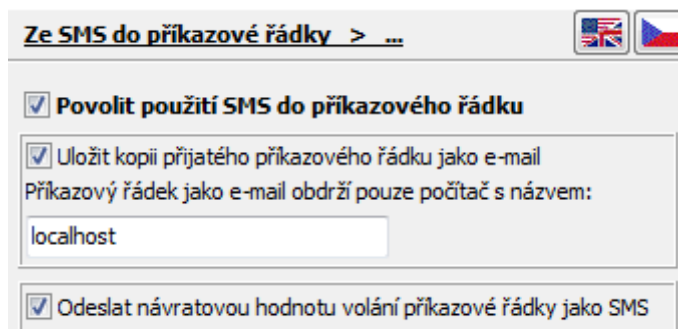 Ze SMS do příkazové řádky > ...
Povolit použití SMS do příkazového řádku
Uložit kopii přijatého příkazového řádku jako e-mail
Příkazový řádek jako e-mail obdrží pouze počítač s názvem:
localhost
Odeslat návratovou hodnotu volání příkazové řádky jako SMS